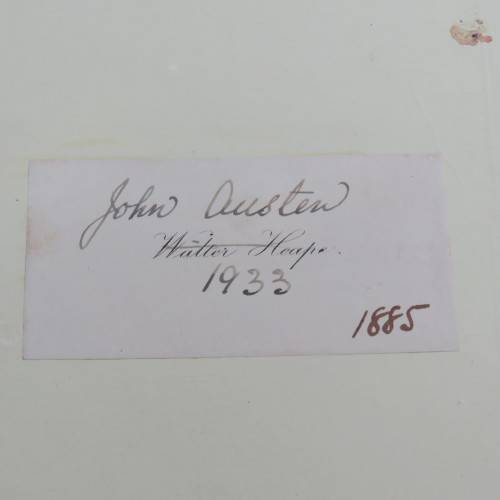 John Austen
Walter Heape.
1933
1885